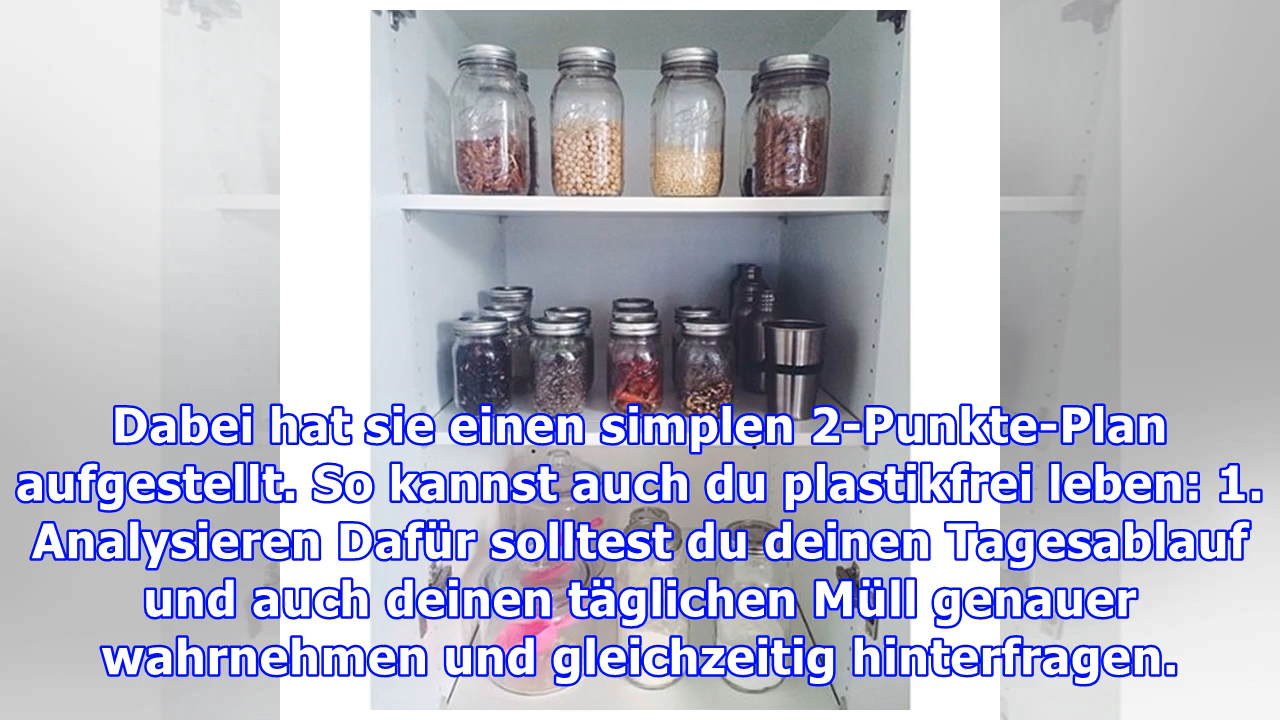 Dabei hat sie einen simplen 2-Punkte-Plan
aufgestellt. So kannst auch du plastikfrei leben: 1.
Analysieren Dafür solltest du deinen Tagesablauf
und auch deinen täglichen Müll genauer
wahrnehmen und gleichzeitig hinterfragen.